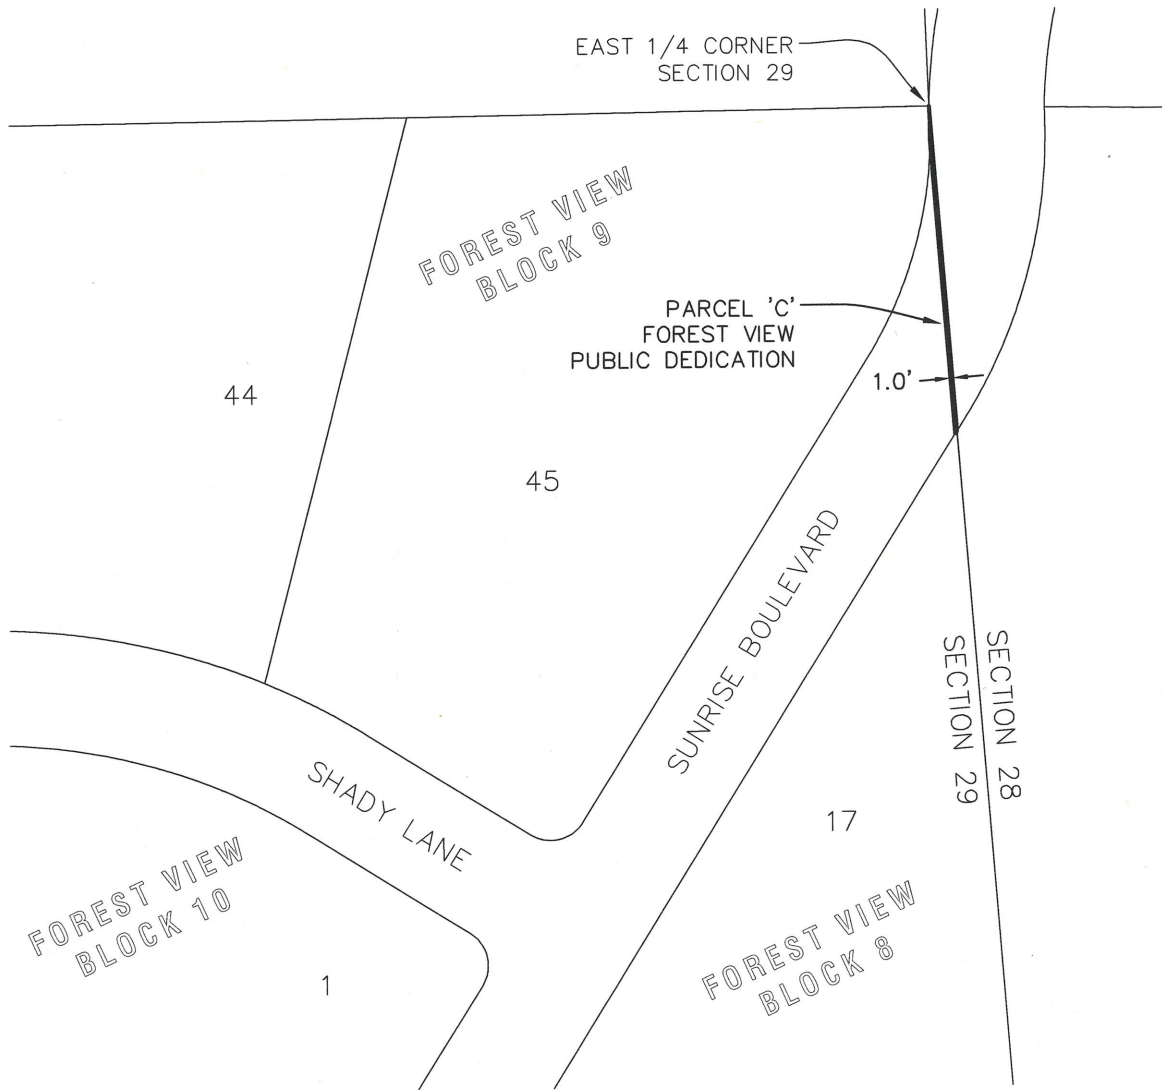 EAST 1/4 CORNER
SECTION 29
FOREST VIEW
BLOCK 9
PARCEL 'C'
FOREST VIEW
PUBLIC DEDICATION
1.0'
44
45
SUNRISE BOULEVARD
SECTION 28
SECTION 29
SHADY LANE
17
FOREST VIEW
BLOCK 10
FOREST VIEW
BLOCK 8
1